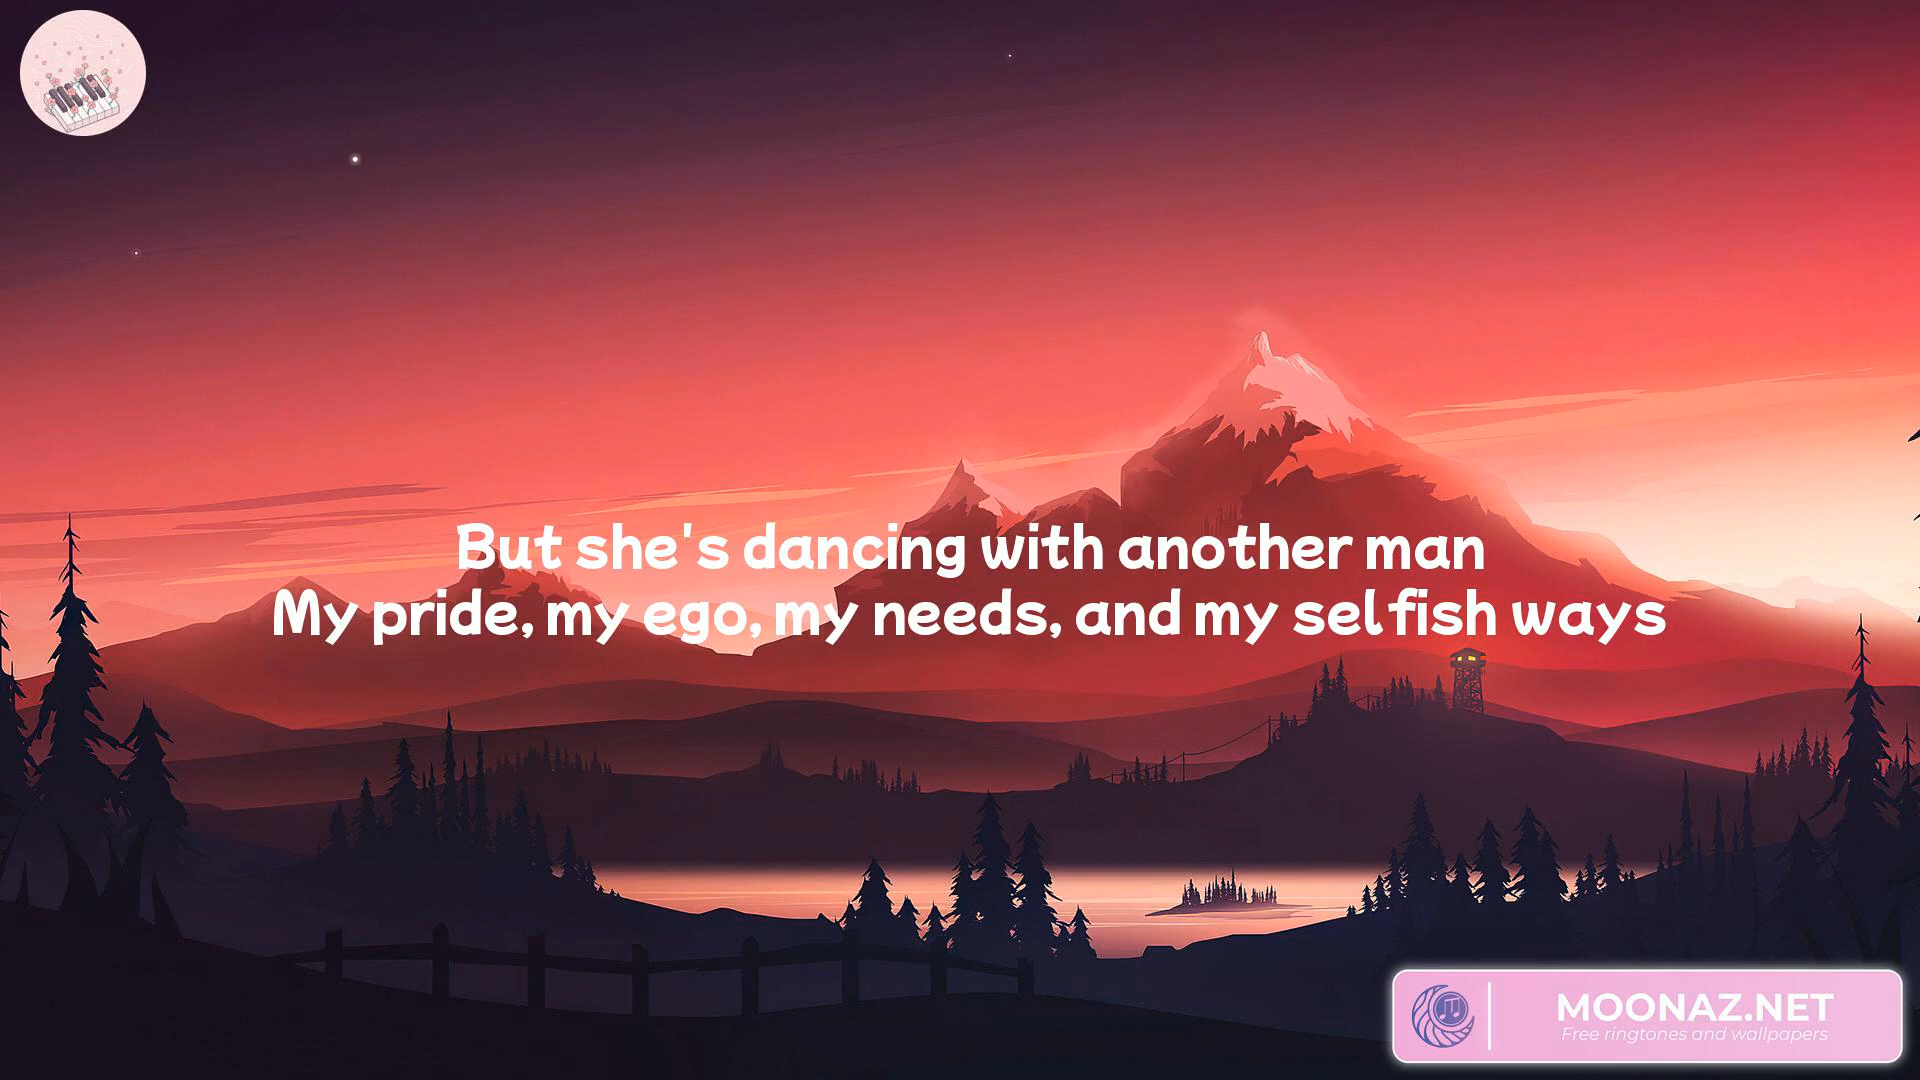 But she's dancing with another man
My pride, my ego, my needs, and my selfish ways
MOONAZ.NET
Free ringtones and wallpapers